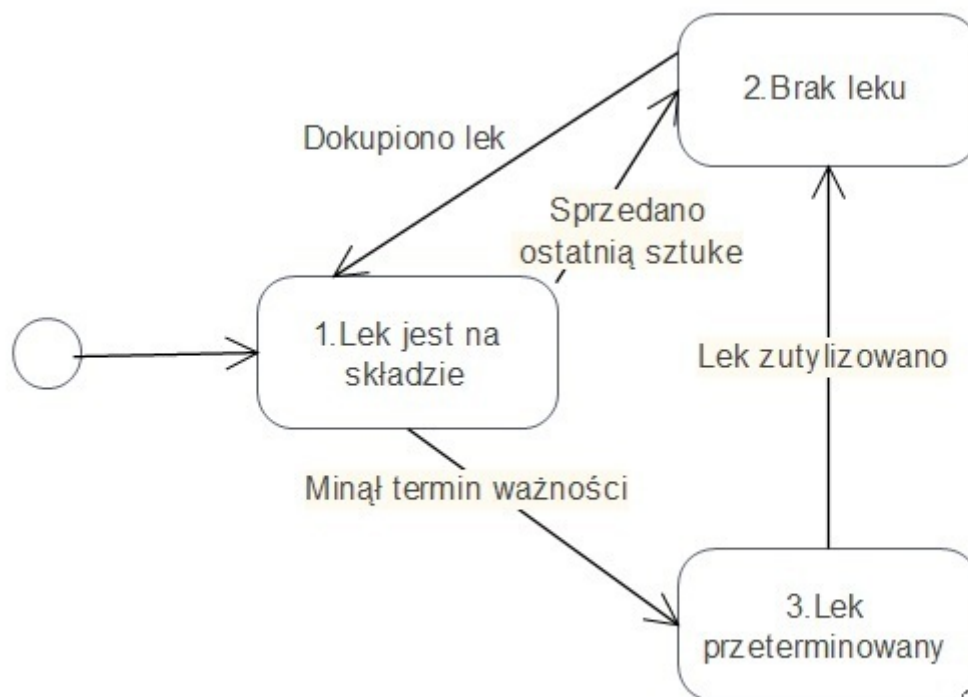 2.Brak leku
Dokupiono lek
Sprzedano
ostatnią sztuke
1.Lek jest na
składzie
Lek zutylizowano
Minął termin ważności
3.Lek
przeterminowany